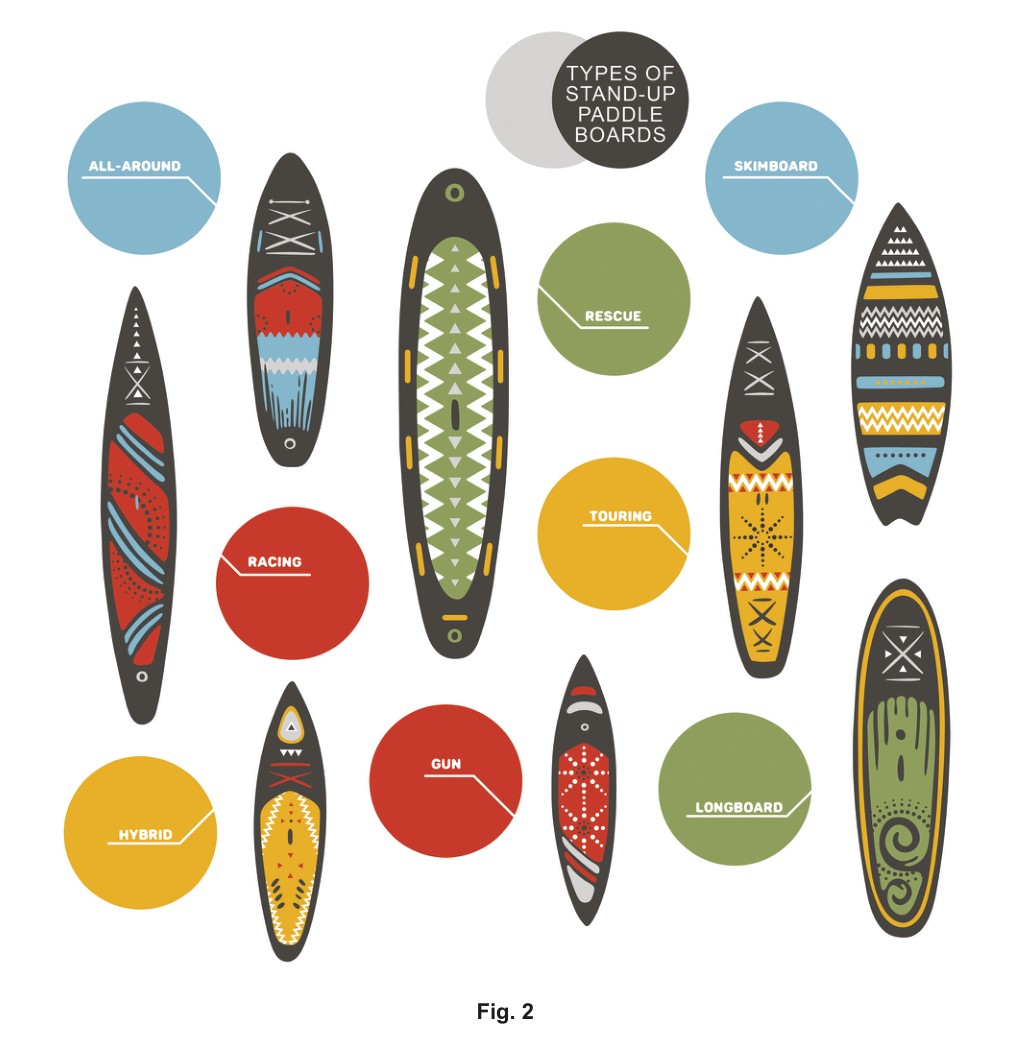 TYPES OF
STAND-UP
PADDLE
BOARDS
ALL-AROUND
SKIMBOARD
RESCUE
TOURING
RACING
GUN
HYBRID
LONGBOARD
Fig. 2